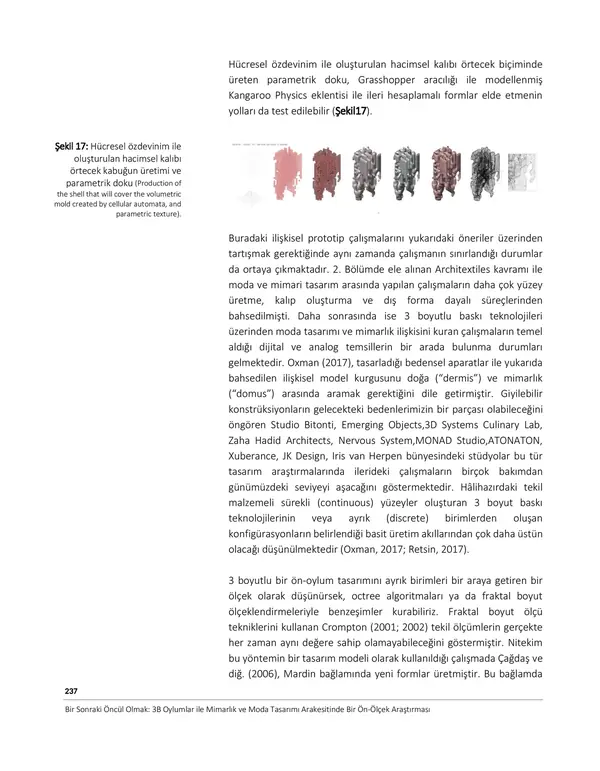 Hücresel özdevinim ile oluşturulan hacimsel kalıbı örtecek biçiminde
üreten parametrik doku, Grasshopper aracılığı ile modellenmiş
Kangaroo Physics eklentisi ile ileri hesaplamalı formlar elde etmenin
yolları da test edilebilir (Şekil17).
Şekil 17: Hücresel özdevinim ile
oluşturulan hacimsel kalıbı
örtecek kabuğun üretimi ve
parametrik doku (Production of
the shell that will cover the volumetric
mold created by cellular automata, and
parametric texture).
Buradaki ilişkisel prototip çalışmalarını yukarıdaki öneriler üzerinden
tartışmak gerektiğinde aynı zamanda çalışmanın sınırlandığı durumlar
da ortaya çıkmaktadır. 2. Bölümde ele alınan Architextiles kavramı ile
moda ve mimari tasarım arasında yapılan çalışmaların daha çok yüzey
üretme, kalıp oluşturma ve dış forma dayalı süreçlerinden
bahsedilmişti. Daha sonrasında ise 3 boyutlu baskı teknolojileri
üzerinden moda tasarımı ve mimarlık ilişkisini kuran çalışmaların temel
aldığı dijital ve analog temsillerin bir arada bulunma durumları
gelmektedir. Oxman (2017), tasarladığı bedensel aparatlar ile yukarıda
bahsedilen ilişkisel model kurgusunu doğa (“dermis”) ve mimarlık
(“domus”) arasında aramak gerektiğini dile getirmiştir. Giyilebilir
konstrüksiyonların gelecekteki bedenlerimizin bir parçası olabileceğini
öngören Studio Bitonti, Emerging Objects,3D Systems Culinary Lab,
Zaha Hadid Architects, Nervous System,MONAD Studio,ATONATON,
Xuberance, JK Design, Iris van Herpen bünyesindeki stüdyolar bu tür
tasarım araştırmalarında ilerideki çalışmaların birçok bakımdan
günümüzdeki seviyeyi aşacağını göstermektedir. Hâlihazırdaki tekil
malzemeli sürekli (continuous) yüzeyler oluşturan 3 boyut baskı
teknolojilerinin veya ayrık (discrete) birimlerden oluşan
konfigürasyonların belirlendiği basit üretim akıllarından çok daha üstün
olacağı düşünülmektedir (Oxman, 2017; Retsin, 2017).
3 boyutlu bir ön-oylum tasarımını ayrık birimleri bir araya getiren bir
ölçek olarak düşünürsek, octree algoritmaları ya da fraktal boyut
ölçeklendirmeleriyle benzeşimler kurabiliriz. Fraktal boyut ölçü
tekniklerini kullanan Crompton (2001; 2002) tekil ölçümlerin gerçekte
her zaman aynı değere sahip olamayabileceğini göstermiştir. Nitekim
bu yöntemin bir tasarım modeli olarak kullanıldığı çalışmada Çağdaş ve
diğ. (2006), Mardin bağlamında yeni formlar üretmiştir. Bu bağlamda
237
Bir Sonraki Öncül Olmak: 3B Oylumlar ile Mimarlık ve Moda Tasarımı Arakesitinde Bir Ön-Ölçek Araştırması